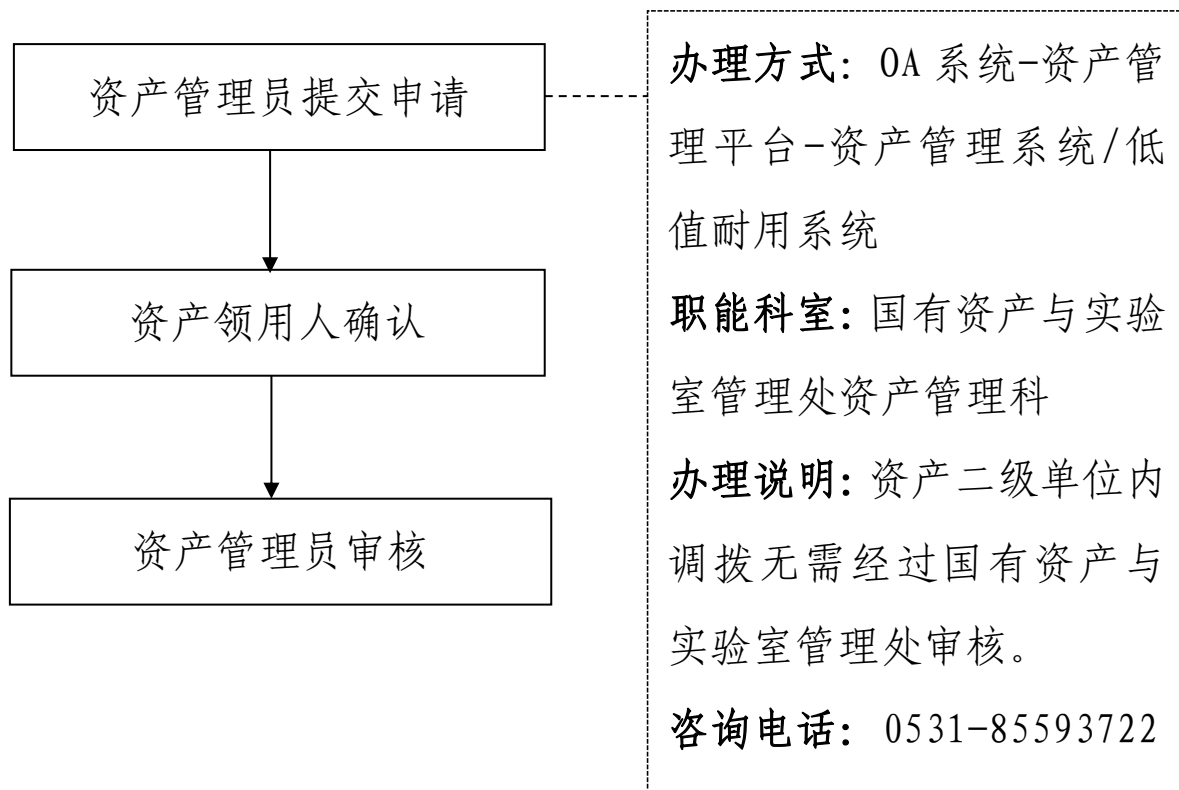 资产管理员提交申请
资产领用人确认
资产管理员审核
办理方式：OA 系统-资产管
理平台-资产管理系统/低
值耐用系统
职能科室：国有资产与实验
室管理处资产管理科
办理说明：资产二级单位内
调拨无需经过国有资产与
实验室管理处审核。
咨询电话：0531-85593722